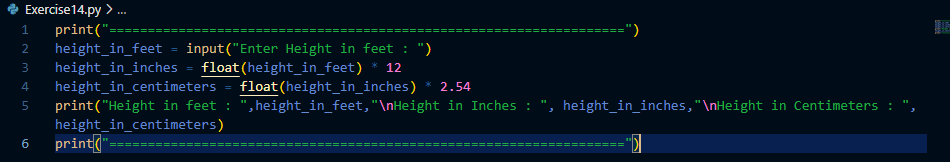 Exercise14.py > ...
1 print("==================================================================")
2 height_in_feet = input("Enter Height in feet : ")
3 height_in_inches = float(height_in_feet) * 12
4 height_in_centimeters = float(height_in_inches) * 2.54
5 print("Height in feet : ",height_in_feet,"\nHeight in Inches : ", height_in_inches,"\nHeight in Centimeters : ",
height_in_centimeters)
6 print("==================================================================")